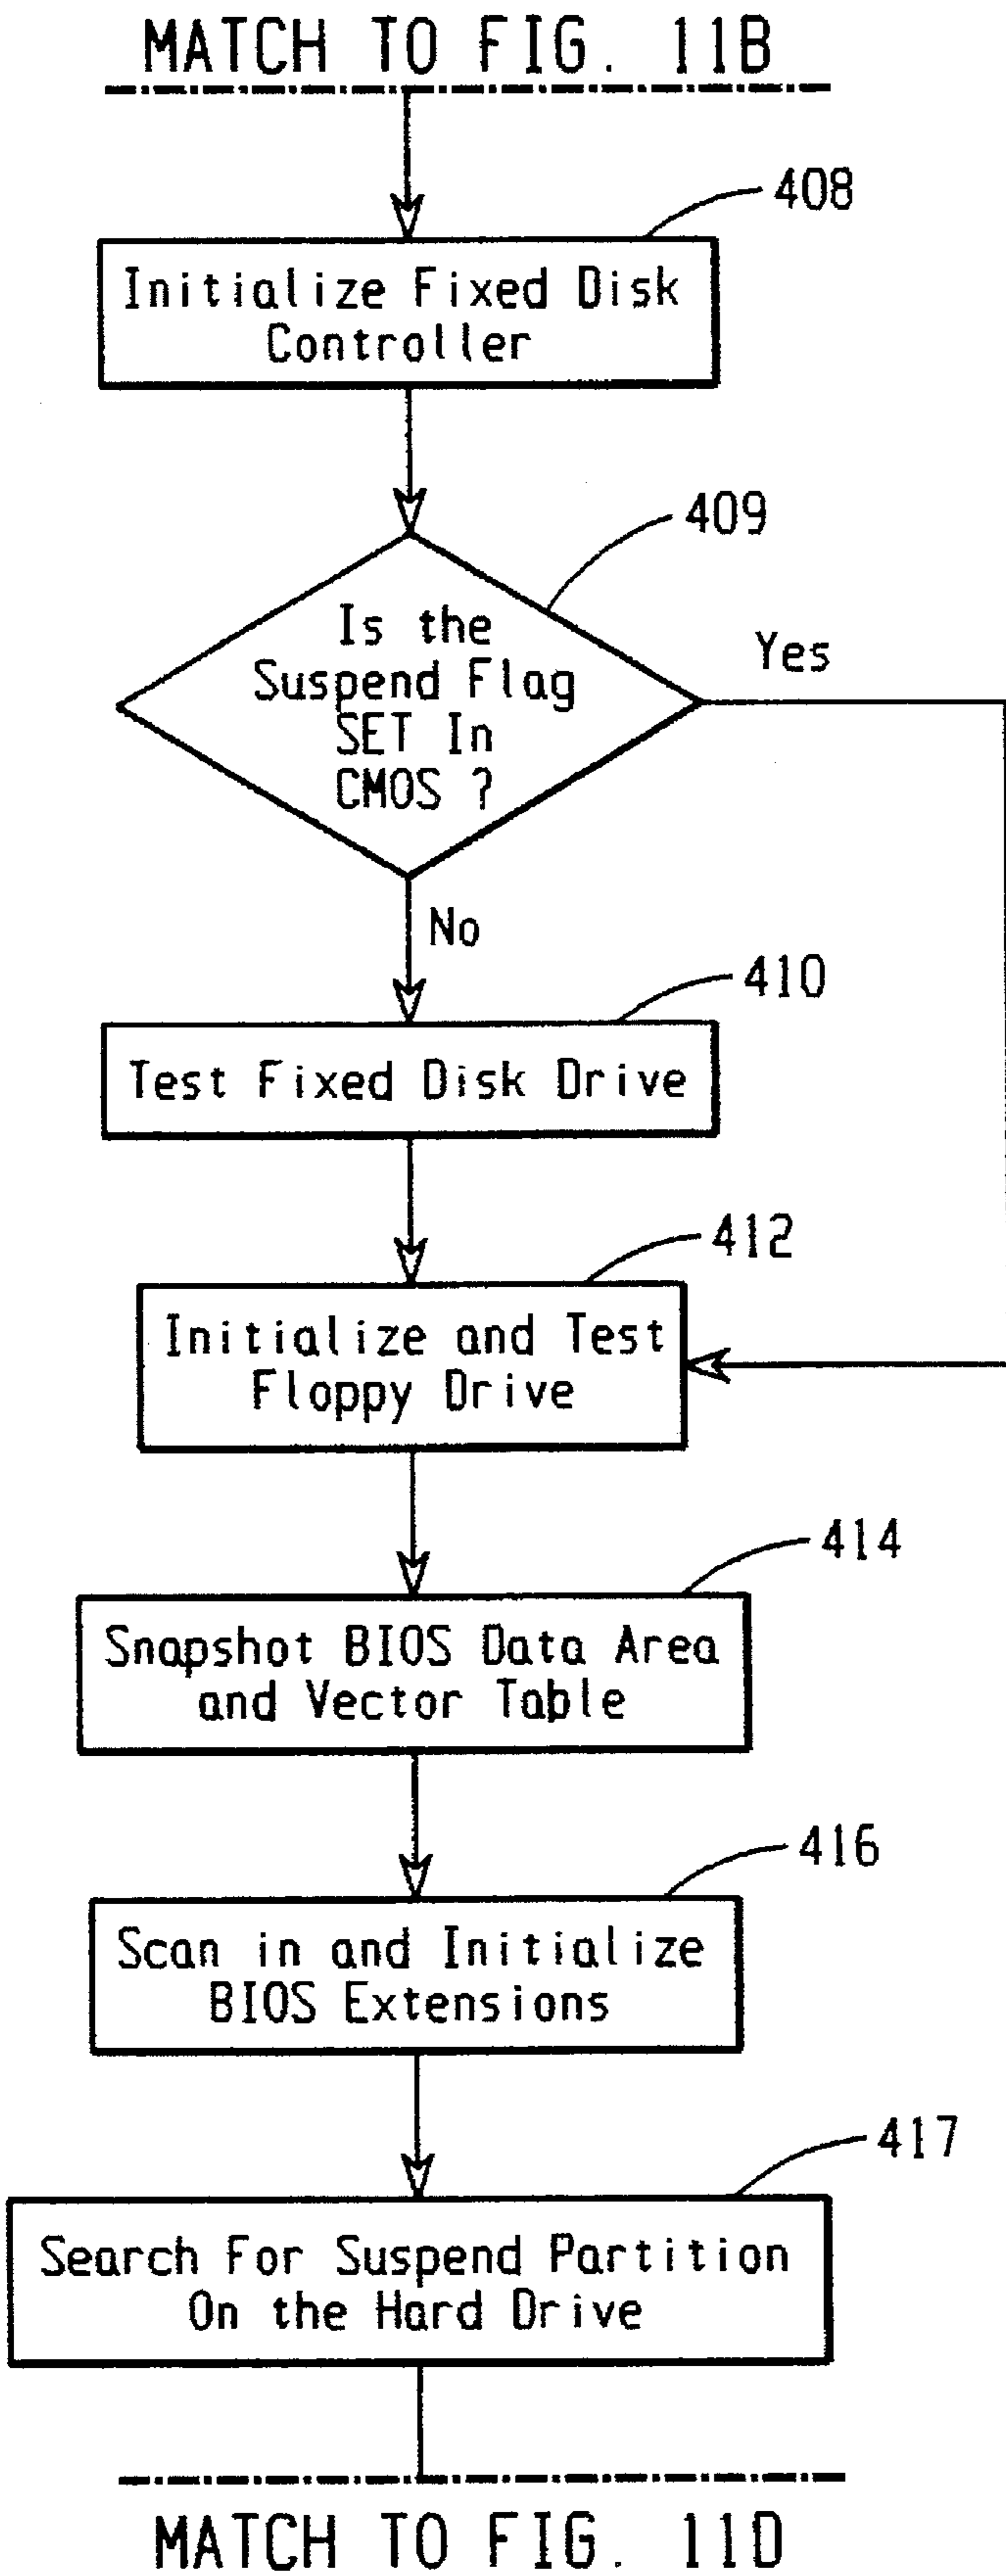 MATCH TO FIG. 11B
408
Initialize Fixed Disk
Controller
409
Is the
Suspend Flag
SET In
CMOS ?
Yes
No
410
Test Fixed Disk Drive
412
Initialize and Test
Floppy Drive
414
Snapshot BIOS Data Area
and Vector Table
416
Scan in and Initialize
BIOS Extensions
417
Search For Suspend Partition
On the Hard Drive
MATCH TO FIG. 11D